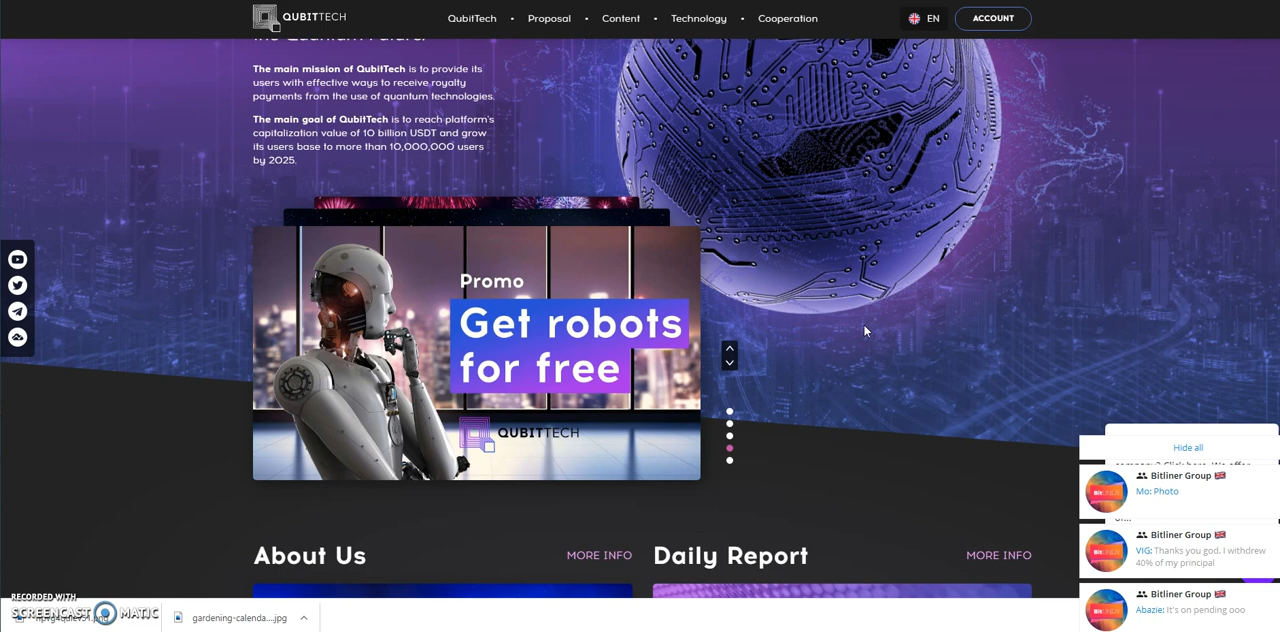 QUBITTECH
QubitTech • Proposal • Content • Technology • Cooperation
EN
ACCOUNT
the Quantum Future.
The main mission of QubitTech is to provide its
users with effective ways to receive royalty
payments from the use of quantum technologies.
The main goal of QubitTech is to reach platform's
capitalization value of 10 billion USDT and grow
its users base to more than 10,000,000 users
by 2025.
Promo
Get robots
for free
QUBITTECH
About Us
MORE INFO
Daily Report
MORE INFO
Hide all
Bitliner Group
Mo: Photo
Bitliner Group
VIG: Thanks you god, I withdrew
40% of my principal
Bitliner Group
Abazie: It's on pending ooo
RECORDED WITH
SCREENCAST MATIC
gardening-calenda....jpg